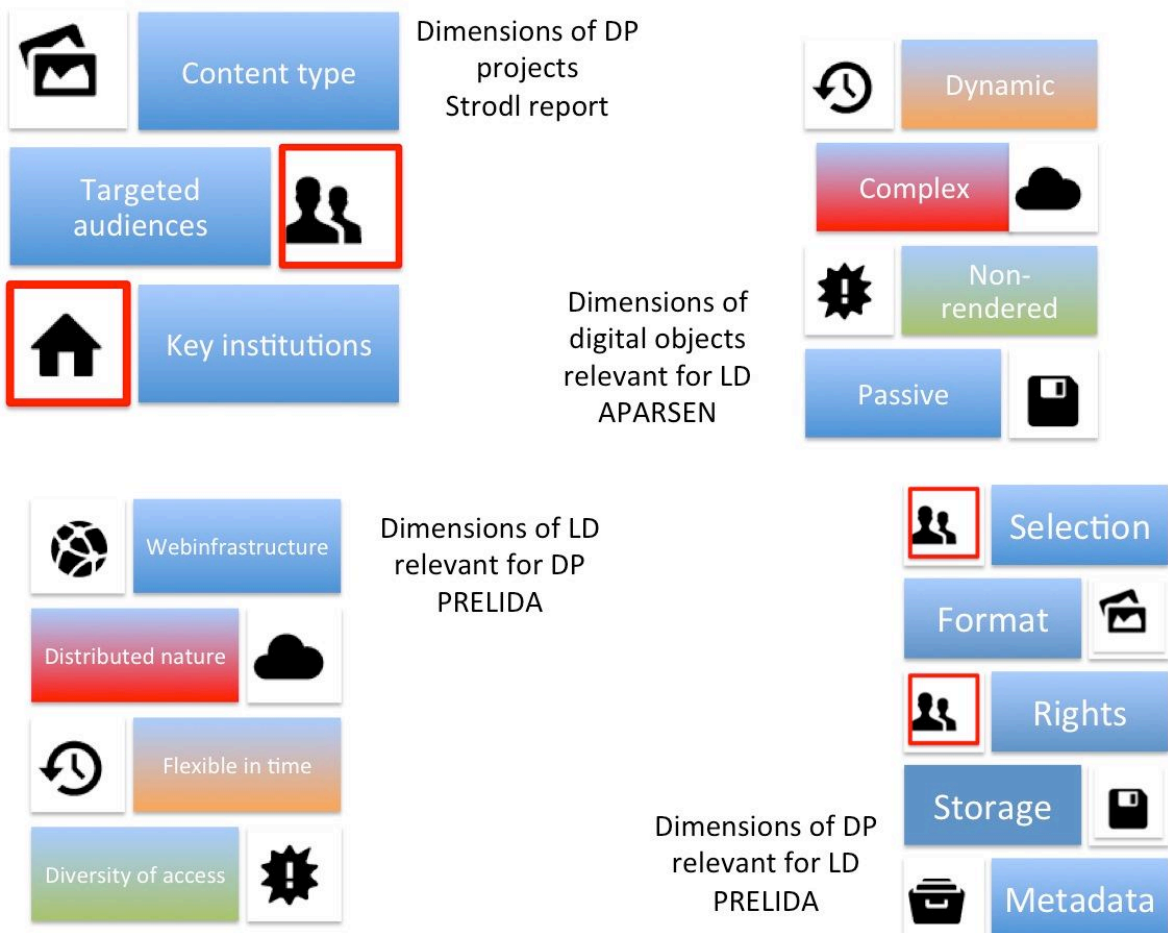 Content type
Targeted
audiences
Key institutions
Dimensions of DP
projects
Strodl report
Dynamic
Complex
Non-
rendered
Passive
Dimensions of
digital objects
relevant for LD
APARSEN
Webinfrastructure
Distributed nature
Flexible in time
Diversity of access
Dimensions of LD
relevant for DP
PRELIDA
Selection
Format
Rights
Storage
Metadata
Dimensions of DP
relevant for LD
PRELIDA